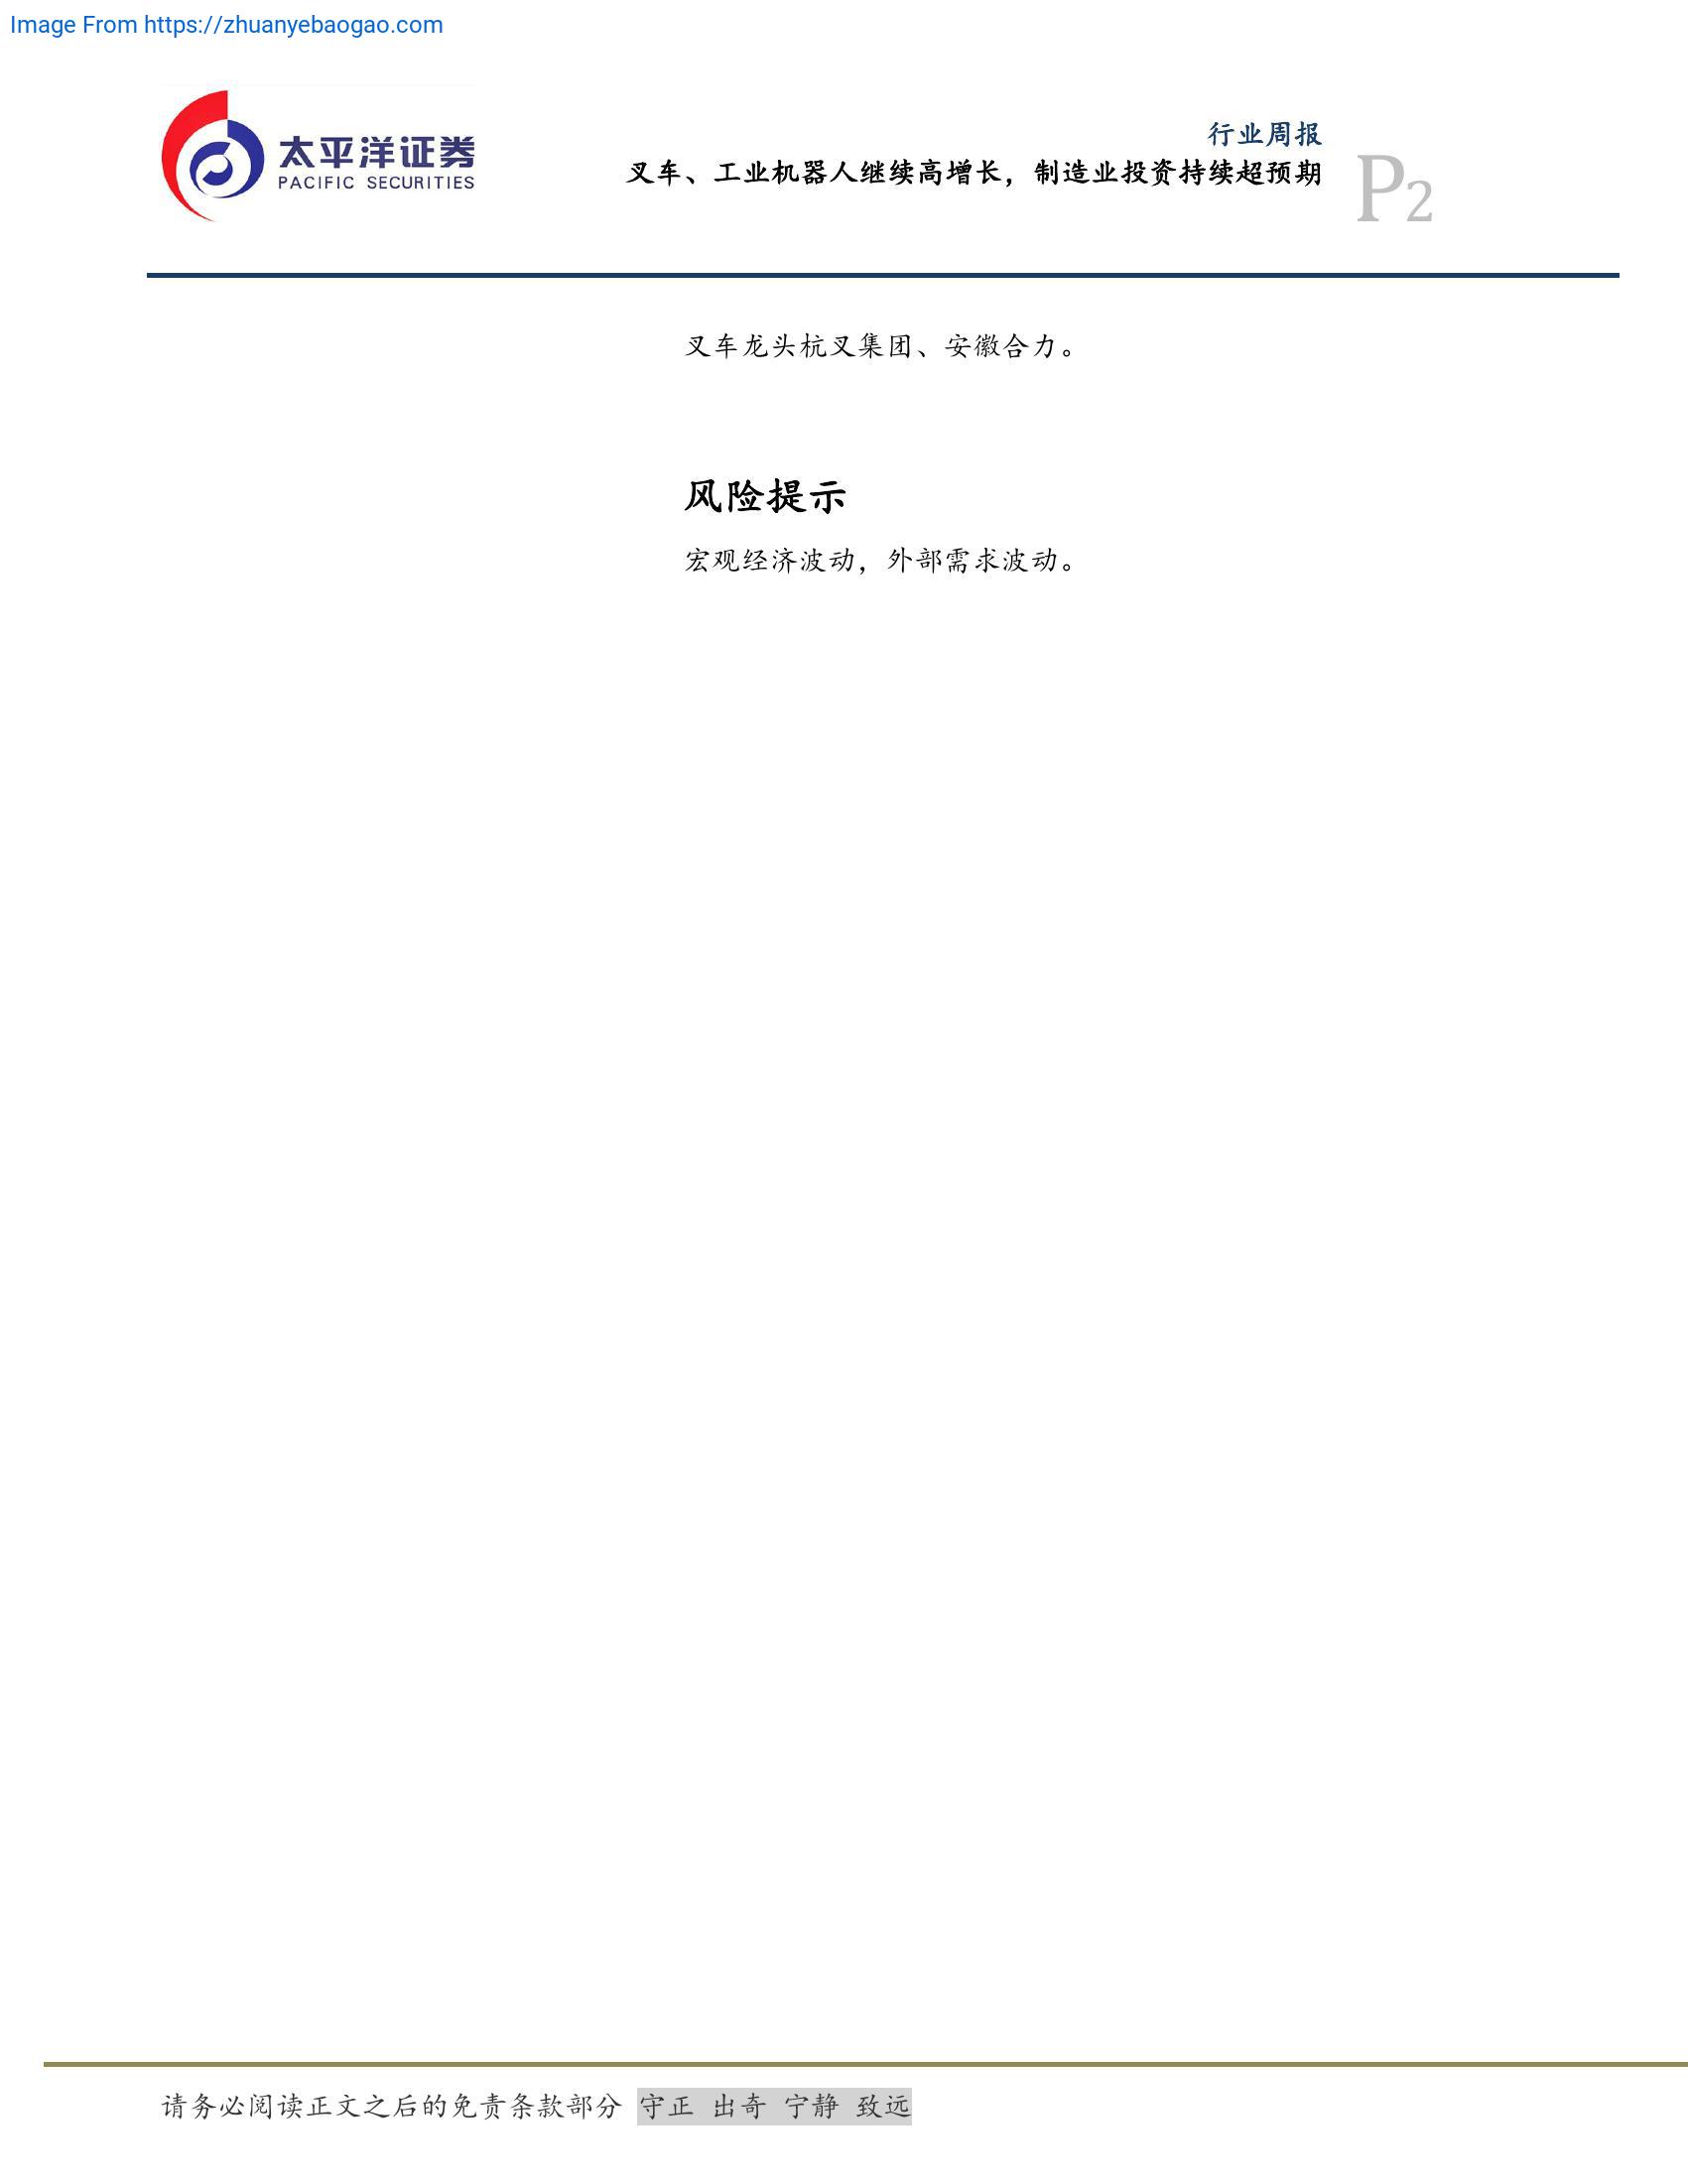 Image From https://zhuanyebaogao.com
太平洋证券
PACIFIC SECURITIES
行业周报
叉车、工业机器人继续高增长，制造业投资持续超预期
P2
叉车龙头杭叉集团、安徽合力。
风险提示
宏观经济波动，外部需求波动。
请务必阅读正文之后的免责条款部分 守正 出奇 宁静 致远